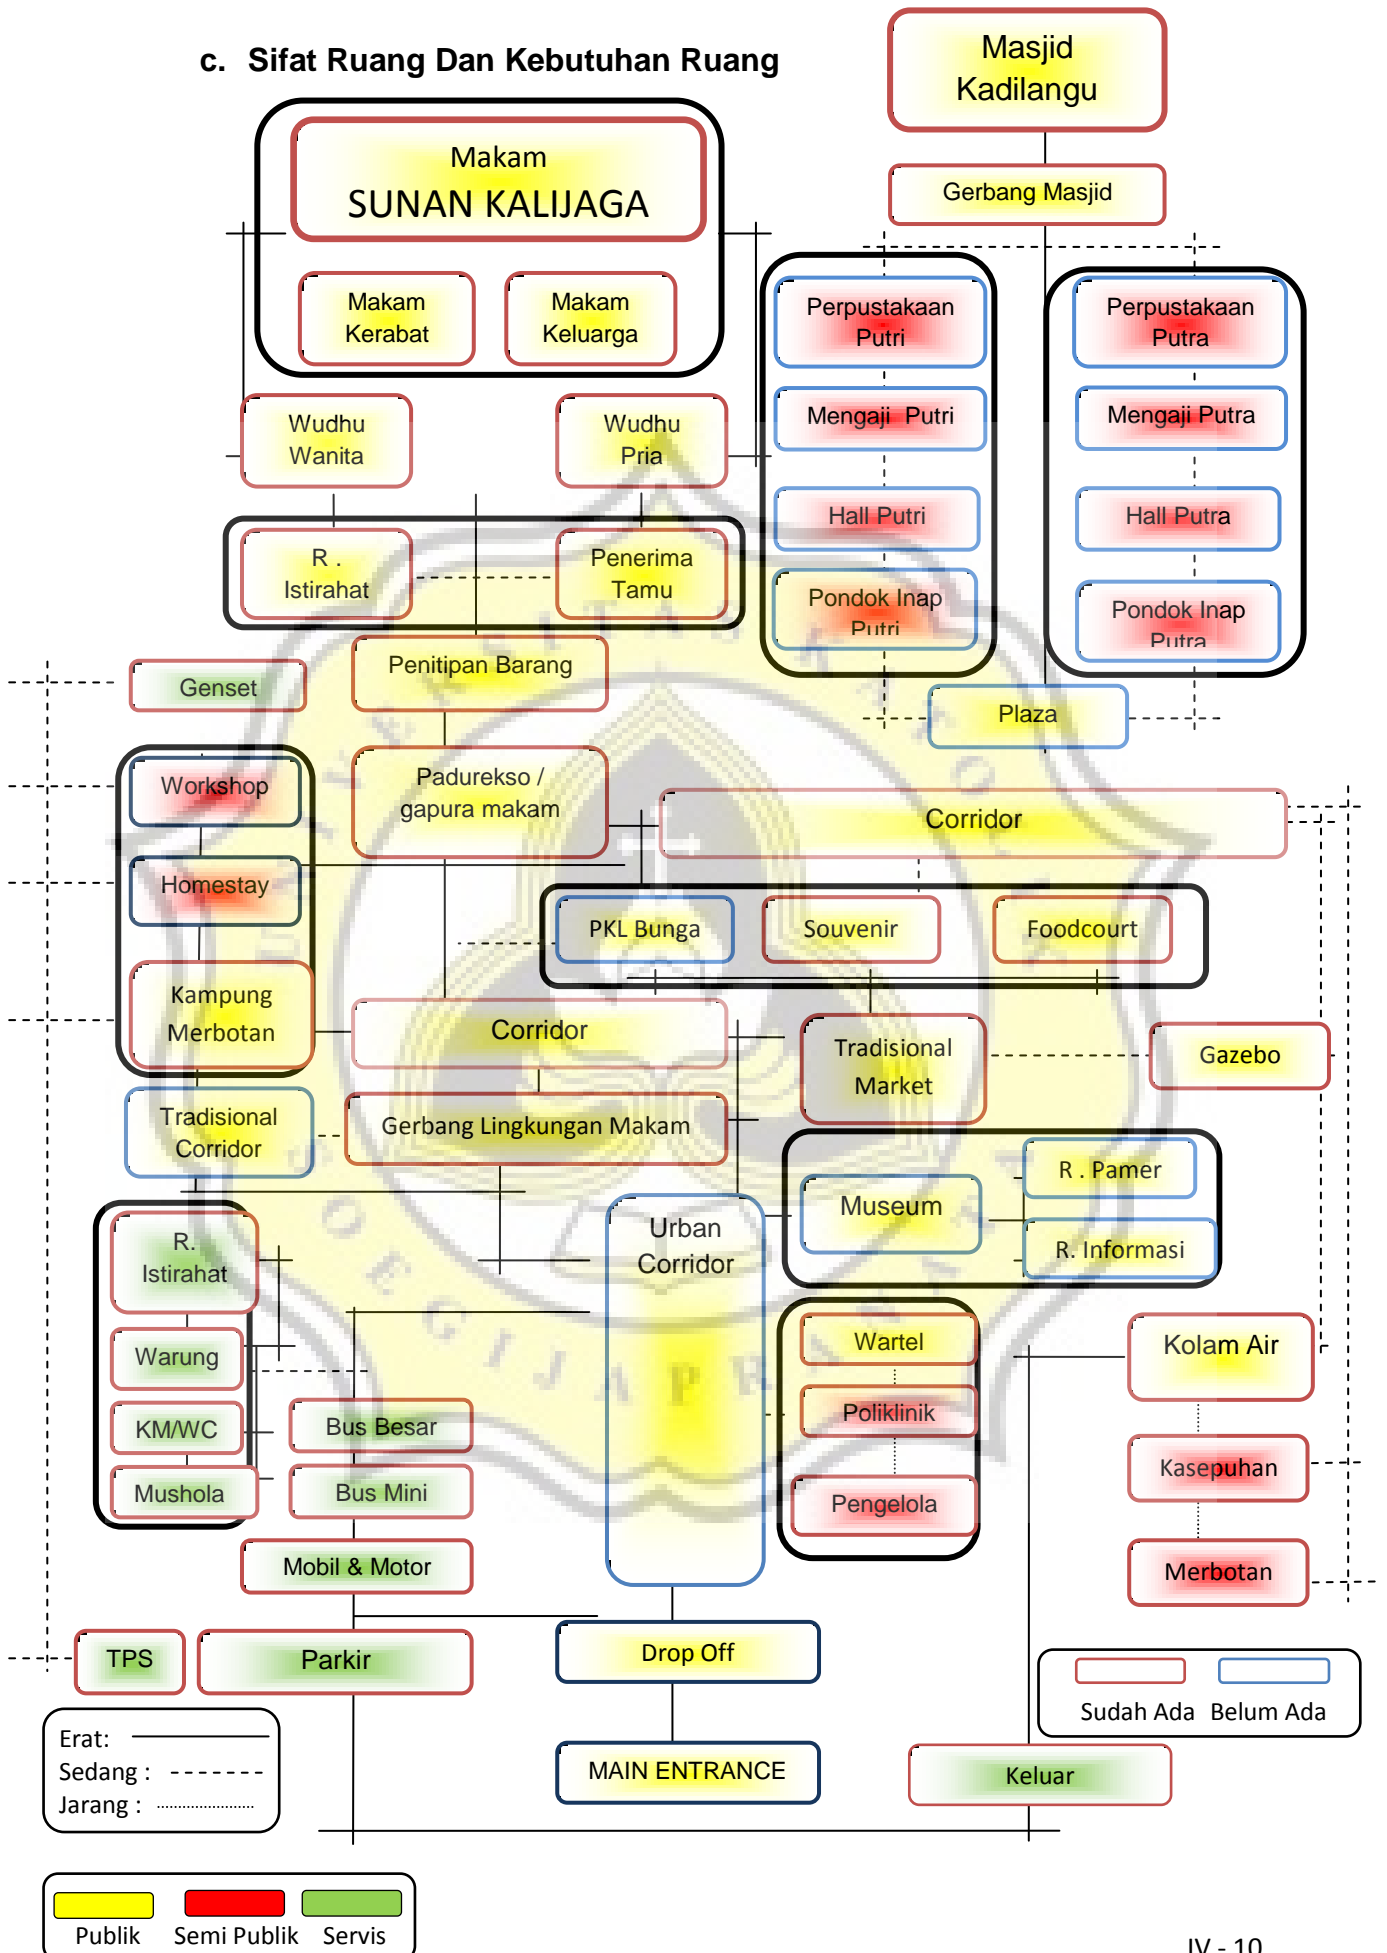 c. Sifat Ruang Dan Kebutuhan Ruang
Masjid
Kadilangu
Gerbang Masjid
Makam
SUNAN KALIJAGA
Makam
Kerabat
Makam
Keluarga
Perpustakaan
Putri
Perpustakaan
Putra
Mengaji Putri
Mengaji Putra
Hall Putri
Hall Putra
Pondok Inap
Putri
Pondok Inap
Putra
Plaza
Wudhu
Wanita
Wudhu
Pria
R .
Istirahat
Penerima
Tamu
Penitipan Barang
Genset
Padurekso /
gapura makam
Workshop
Homestay
Kampung
Merbotan
Corridor
PKL Bunga
Souvenir
Foodcourt
Corridor
Tradisional
Market
Gazebo
Tradisional
Corridor
Gerbang Lingkungan Makam
Urban
Corridor
Museum
R . Pamer
R. Informasi
R.
Istirahat
Warung
KM/WC
Mushola
Bus Besar
Bus Mini
Mobil & Motor
Wartel
Poliklinik
Pengelola
Kolam Air
Kasepuhan
Merbotan
TPS
Parkir
Drop Off
MAIN ENTRANCE
Keluar
Sudah Ada Belum Ada
Erat:
Sedang :
Jarang :
Publik Semi Publik Servis
IV - 10